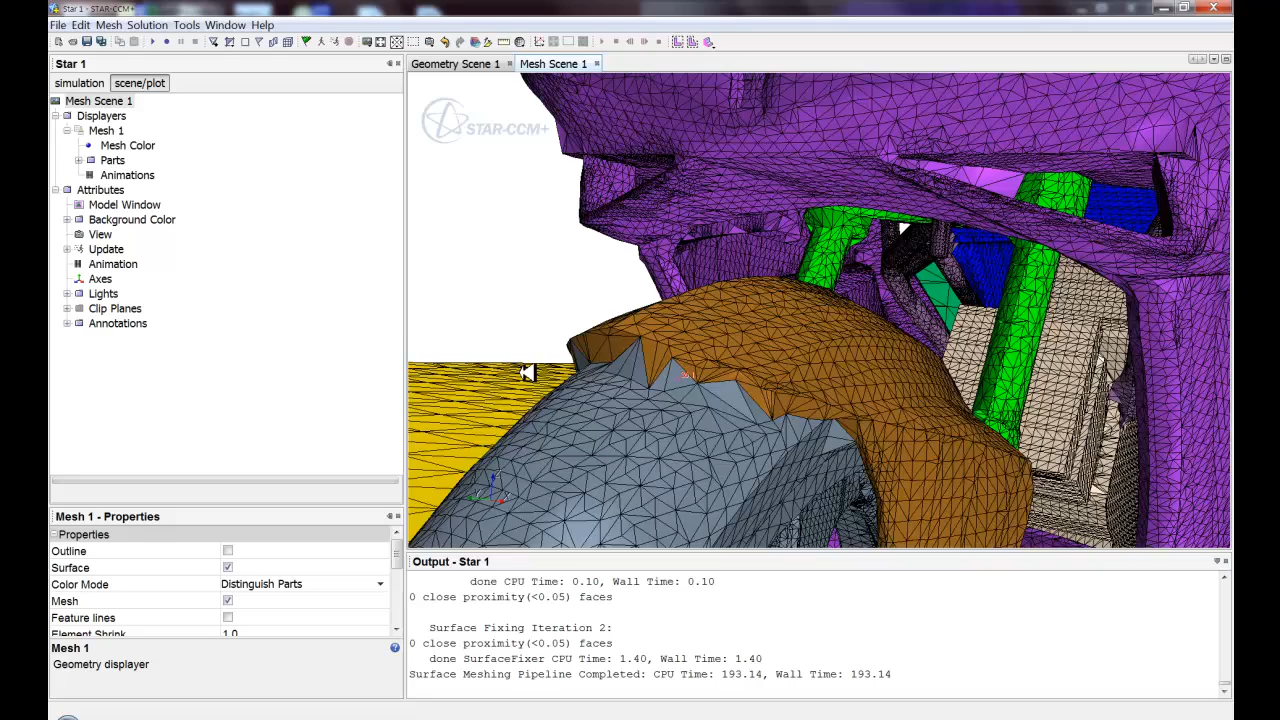 Star 1 - STAR-CCM+
File Edit Mesh Solution Tools Window Help
Star 1
simulation scene/plot
Mesh Scene 1
Displayers
Mesh 1
Mesh Color
Parts
Animations
Attributes
Model Window
Background Color
View
Update
Animation
Axes
Lights
Clip Planes
Annotations
Mesh 1 - Properties
Properties
Outline
Surface
Color Mode Distinguish Parts
Mesh
Feature lines
Element Shrink 1.0
Mesh 1
Geometry displayer
Geometry Scene 1 Mesh Scene 1
STAR-CCM+
Output - Star 1
done CPU Time: 0.10, Wall Time: 0.10
0 close proximity(<0.05) faces
Surface Fixing Iteration 2:
0 close proximity(<0.05) faces
done SurfaceFixer CPU Time: 1.40, Wall Time: 1.40
Surface Meshing Pipeline Completed: CPU Time: 193.14, Wall Time: 193.14